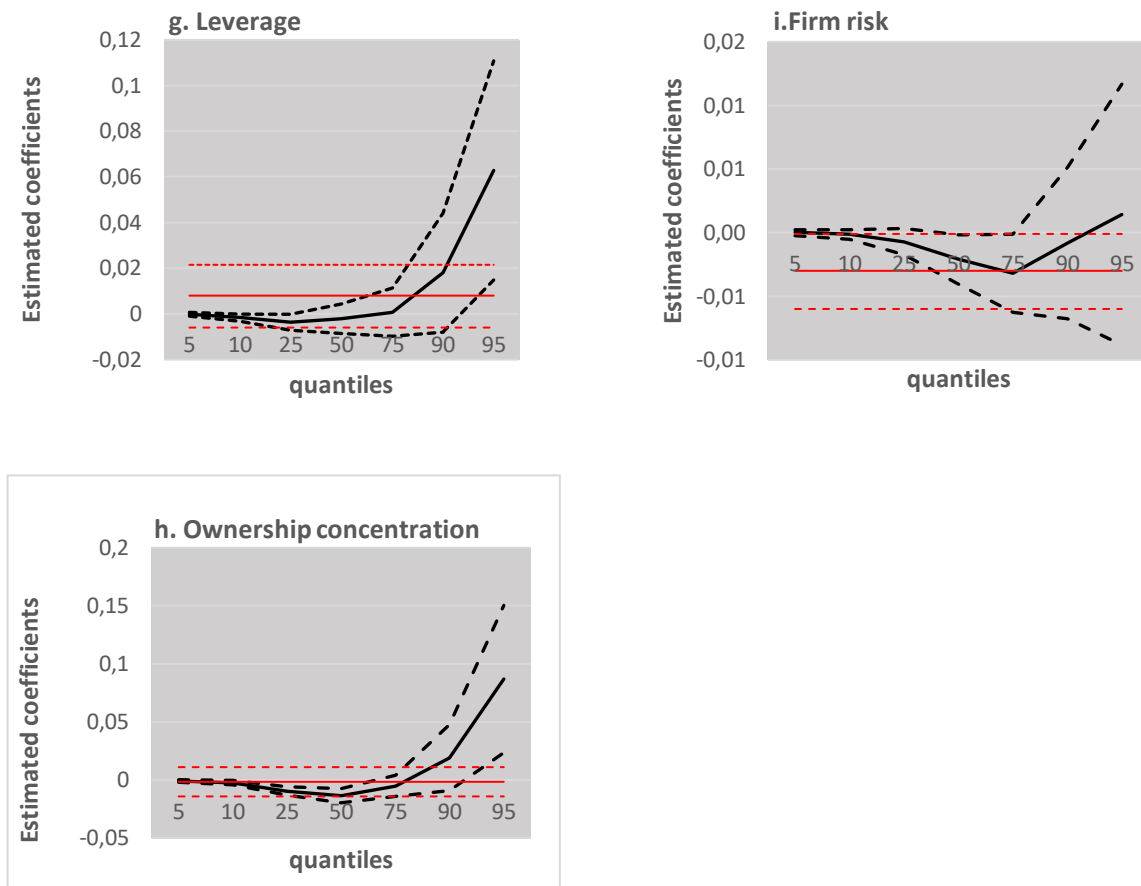 g. Leverage
0,12
0,1
0,08
0,06
0,04
0,02
0
-0,02
Estimated coefficients
5 10 25 50 75 90 95
quantiles
i.Firm risk
0,02
0,01
0,01
0,00
-0,01
-0,01
Estimated coefficients
5 10 25 50 75 90 95
quantiles
h. Ownership concentration
0,2
0,15
0,1
0,05
0
-0,05
Estimated coefficients
5 10 25 50 75 90 95
quantiles